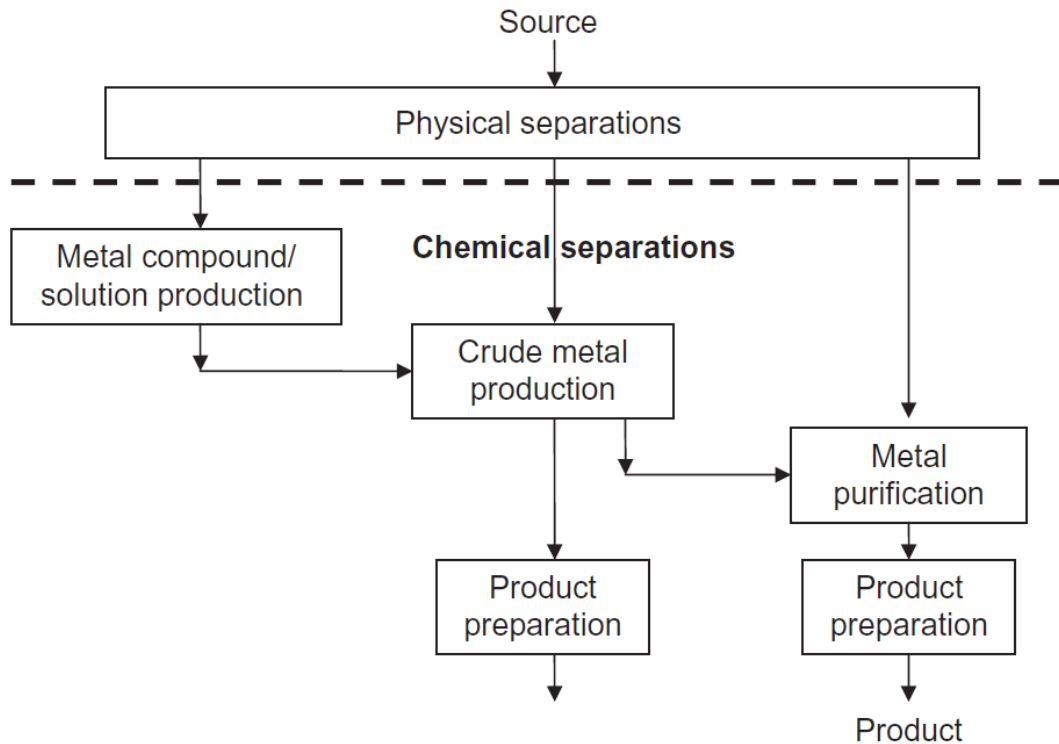 Source
Physical separations
Metal compound/
solution production
Chemical separations
Crude metal
production
Metal
purification
Product
preparation
Product
preparation
Product